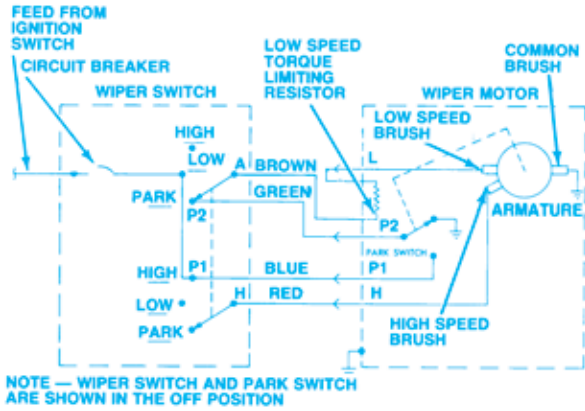 FEED FROM
IGNITION
SWITCH
CIRCUIT BREAKER
WIPER SWITCH
LOW SPEED
TORQUE
LIMITING
RESISTOR
COMMON
BRUSH
WIPER MOTOR
LOW SPEED
BRUSH
HIGH
LOW
A
BROWN
L
GREEN
PARK
P2
P2
ARMATURE
PARK SWITCH
HIGH
P1
BLUE
P1
LOW
H
RED
H
PARK
HIGH SPEED
BRUSH
NOTE — WIPER SWITCH AND PARK SWITCH
ARE SHOWN IN THE OFF POSITION